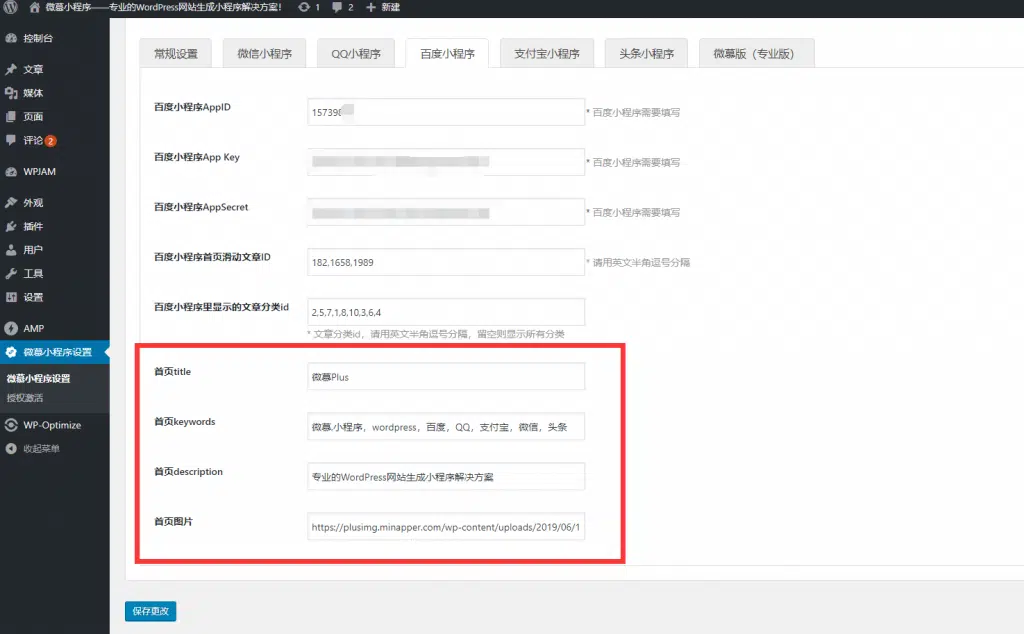 微慕小程序——专业的WordPress网站生成小程序解决方案! 1 2 新建
控制台
文章
媒体
页面
评论 2
WPJAM
外观
插件
用户
工具
设置
AMP
微慕小程序设置
微慕小程序设置
授权激活
WP-Optimize
收起菜单
常规设置 微信小程序 QQ小程序 百度小程序 支付宝小程序 头条小程序 微慕版（专业版）
百度小程序AppID 15739 * 百度小程序需要填写
百度小程序App Key * 百度小程序需要填写
百度小程序AppSecret * 百度小程序需要填写
百度小程序首页滑动文章ID 182,1658,1989 * 请用英文半角逗号分隔
百度小程序里显示的文章分类id 2,5,7,1,8,10,3,6,4
* 文章分类id，请用英文半角逗号分隔，留空则显示所有分类
首页title 微慕Plus
首页keywords 微慕,小程序，wordpress，百度，QQ，支付宝，微信，头条
首页description 专业的WordPress网站生成小程序解决方案
首页图片 https://plusimg.minapper.com/wp-content/uploads/2019/06/1
保存更改